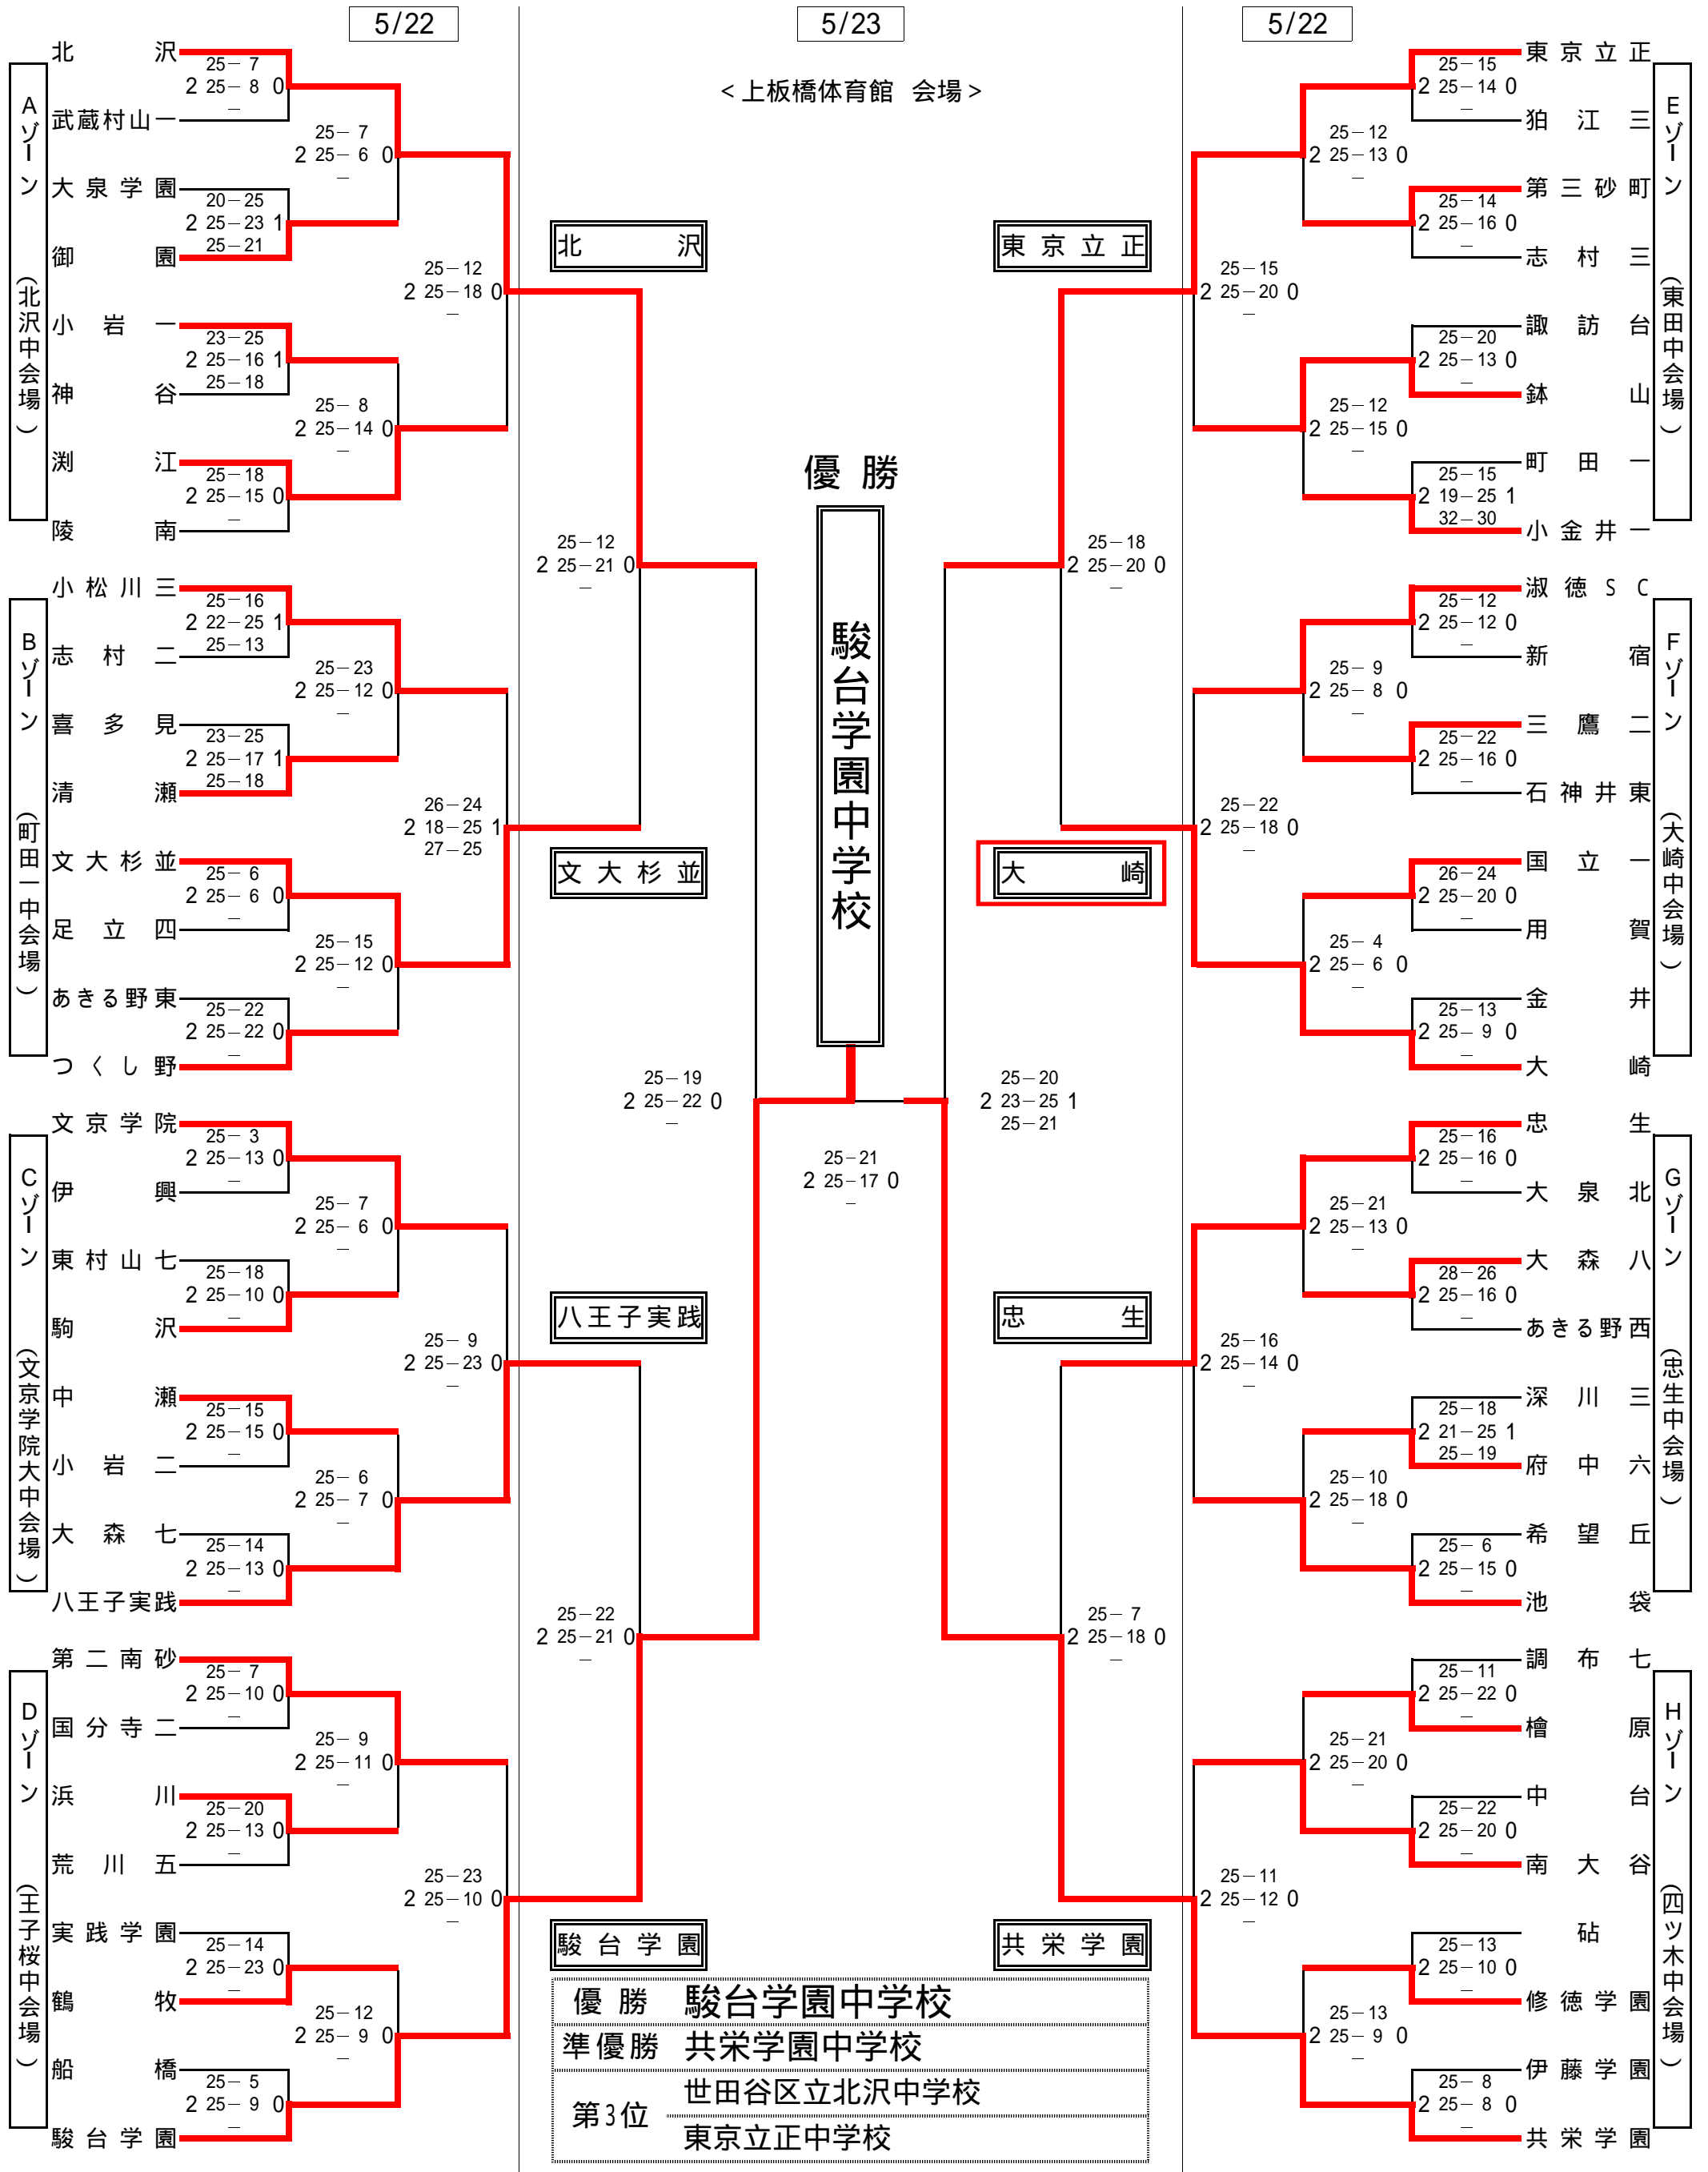 5/22
5/23
5/22
<上板橋体育館 会場>
Aゾーン (北沢中会場)
北沢
25－7
2 25－8 0
－
武蔵村山一
25－7
2 25－6 0
－
大泉学園
20－25
2 25－23 1
25－21
御園
25－12
2 25－18 0
－
小岩一
23－25
2 25－16 1
25－18
神谷
25－8
2 25－14 0
－
渕江
25－18
2 25－15 0
－
陵南
Bゾーン (町田一中会場)
小松川三
25－16
2 22－25 1
25－13
志村二
25－23
2 25－12 0
－
喜多見
23－25
2 25－17 1
25－18
清瀬
26－24
2 18－25 1
27－25
文大杉並
25－6
2 25－6 0
－
足立四
25－15
2 25－12 0
－
あきる野東
25－22
2 25－22 0
－
つくし野
Cゾーン (文京学院大中会場)
文京学院
25－3
2 25－13 0
－
伊興
25－7
2 25－6 0
－
東村山七
25－18
2 25－10 0
－
駒沢
25－9
2 25－23 0
－
中瀬
25－15
2 25－15 0
－
小岩二
25－6
2 25－7 0
－
大森七
25－14
2 25－13 0
－
八王子実践
Dゾーン (王子桜中会場)
第二南砂
25－7
2 25－10 0
－
国分寺二
25－9
2 25－11 0
－
浜川
25－20
2 25－13 0
－
荒川五
25－23
2 25－10 0
－
実践学園
25－14
2 25－23 0
－
鶴牧
25－12
2 25－9 0
－
船橋
25－5
2 25－9 0
－
駿台学園
北沢
25－12
2 25－21 0
－
文大杉並
25－19
2 25－22 0
－
八王子実践
25－22
2 25－21 0
－
駿台学園
優勝
駿台学園中学校
25－21
2 25－17 0
－
東京立正
25－18
2 25－20 0
－
大崎
25－20
2 23－25 1
25－21
忠生
25－7
2 25－18 0
－
共栄学園
Eゾーン (東田中会場)
東京立正
25－15
2 25－14 0
－
狛江三
25－12
2 25－13 0
－
第三砂町
25－14
2 25－16 0
－
志村三
25－15
2 25－20 0
－
諏訪台
25－20
2 25－13 0
－
鉢山
25－12
2 25－15 0
－
町田一
25－15
2 19－25 1
32－30
小金井一
Fゾーン (大崎中会場)
淑徳SC
25－12
2 25－12 0
－
新宿
25－9
2 25－8 0
－
三鷹二
25－22
2 25－16 0
－
石神井東
25－22
2 25－18 0
－
国立一
26－24
2 25－20 0
－
用賀
25－4
2 25－6 0
－
金井
25－13
2 25－9 0
－
大崎
Gゾーン (忠生中会場)
忠生
25－16
2 25－16 0
－
大泉北
25－21
2 25－13 0
－
大森八
28－26
2 25－16 0
－
あきる野西
25－16
2 25－14 0
－
深川三
25－18
2 21－25 1
25－19
府中六
25－10
2 25－18 0
－
希望丘
25－6
2 25－15 0
－
池袋
Hゾーン (四ツ木中会場)
調布七
25－11
2 25－22 0
－
檜原
25－21
2 25－20 0
－
中台
25－22
2 25－20 0
－
南大谷
25－11
2 25－12 0
－
砧
25－13
2 25－10 0
－
修徳学園
25－13
2 25－9 0
－
伊藤学園
25－8
2 25－8 0
－
共栄学園
優勝 駿台学園中学校
準優勝 共栄学園中学校
第3位 世田谷区立北沢中学校
東京立正中学校